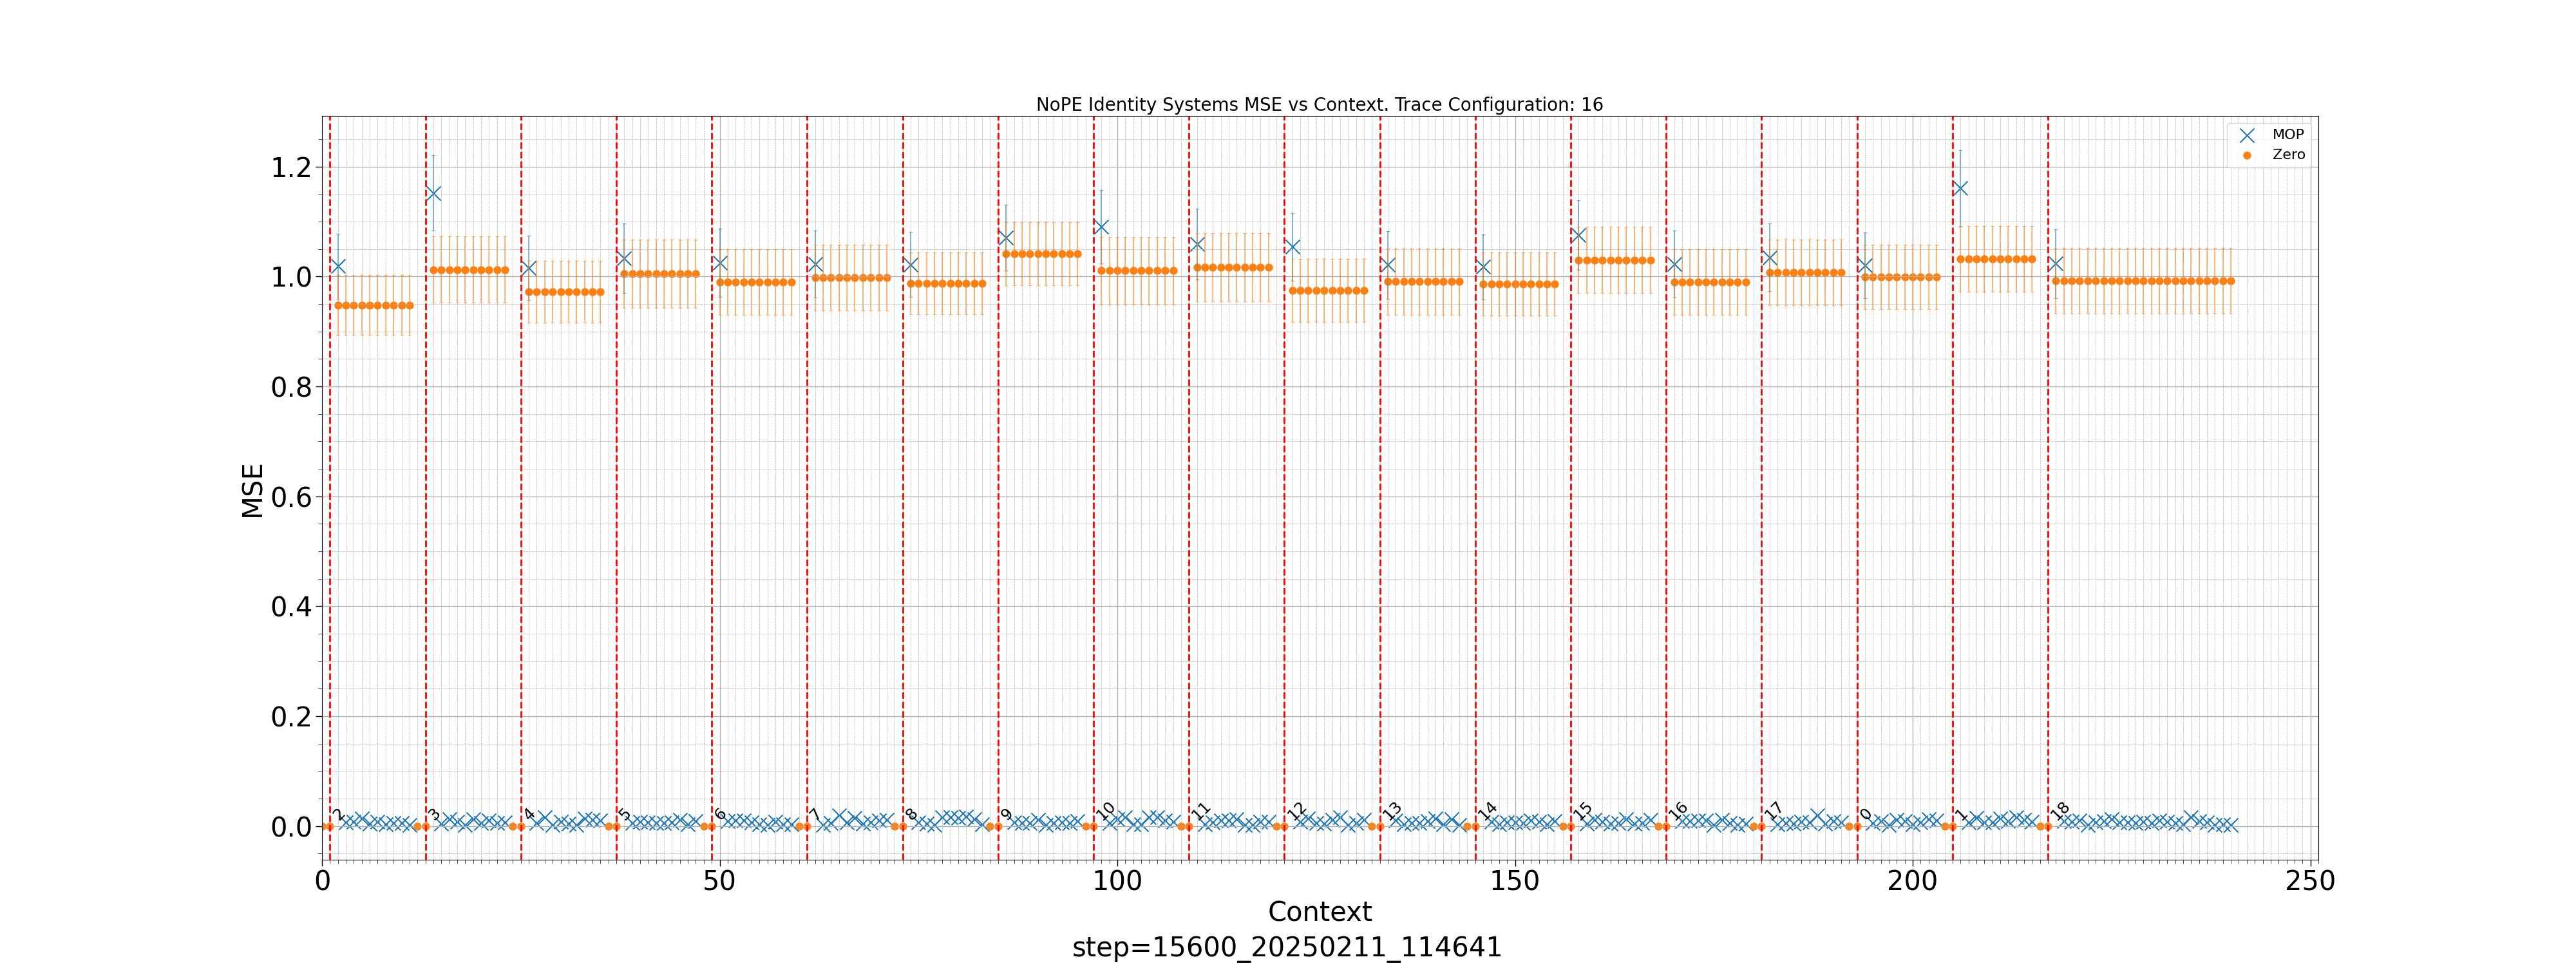 NoPE Identity Systems MSE vs Context. Trace Configuration: 16
MOP
Zero
1.2
1.0
0.8
0.6
0.4
0.2
0.0
MSE
2 3 4 5 6 7 8 9 10 11 12 13 14 15 16 17 0 1 18
0 50 100 150 200 250
Context
step=15600_20250211_114641